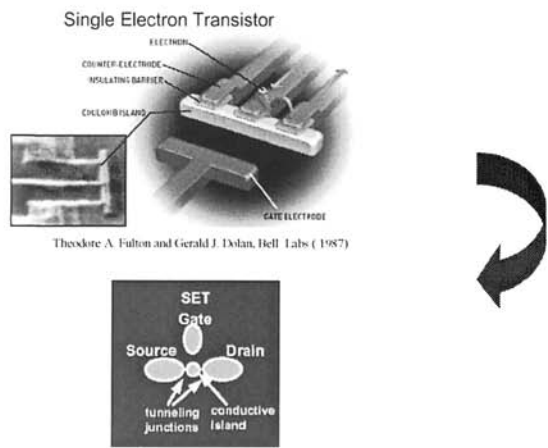 Single Electron Transistor
ELECTRON
COUNTER-ELECTRODE
INSULATING BARRIER
COULOMB ISLAND
GATE ELECTRODE
Theodore A. Fulton and Gerald J. Dolan, Bell Labs ( 1987)
SET
Gate
Source Drain
tunneling conductive
junctions island